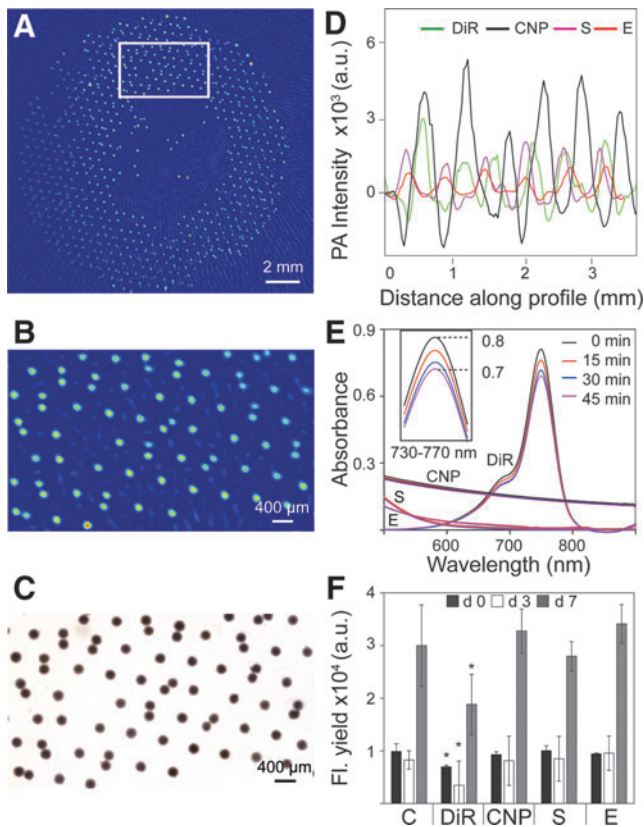 A
2 mm
B
400 µm
C
400 µm
D
DiR CNP S E
PA Intensity x10³ (a.u.)
6
3
0
0 1 2 3
Distance along profile (mm)
E
Absorbance
0.9
0.6
0.3
0.8
0.7
730-770 nm
0 min
15 min
30 min
45 min
DiR
CNP
S
E
600 700 800
Wavelength (nm)
F
Fl. yield x10⁴ (a.u.)
4
3
2
1
d 0 d 3 d 7
*
* *
C DiR CNP S E